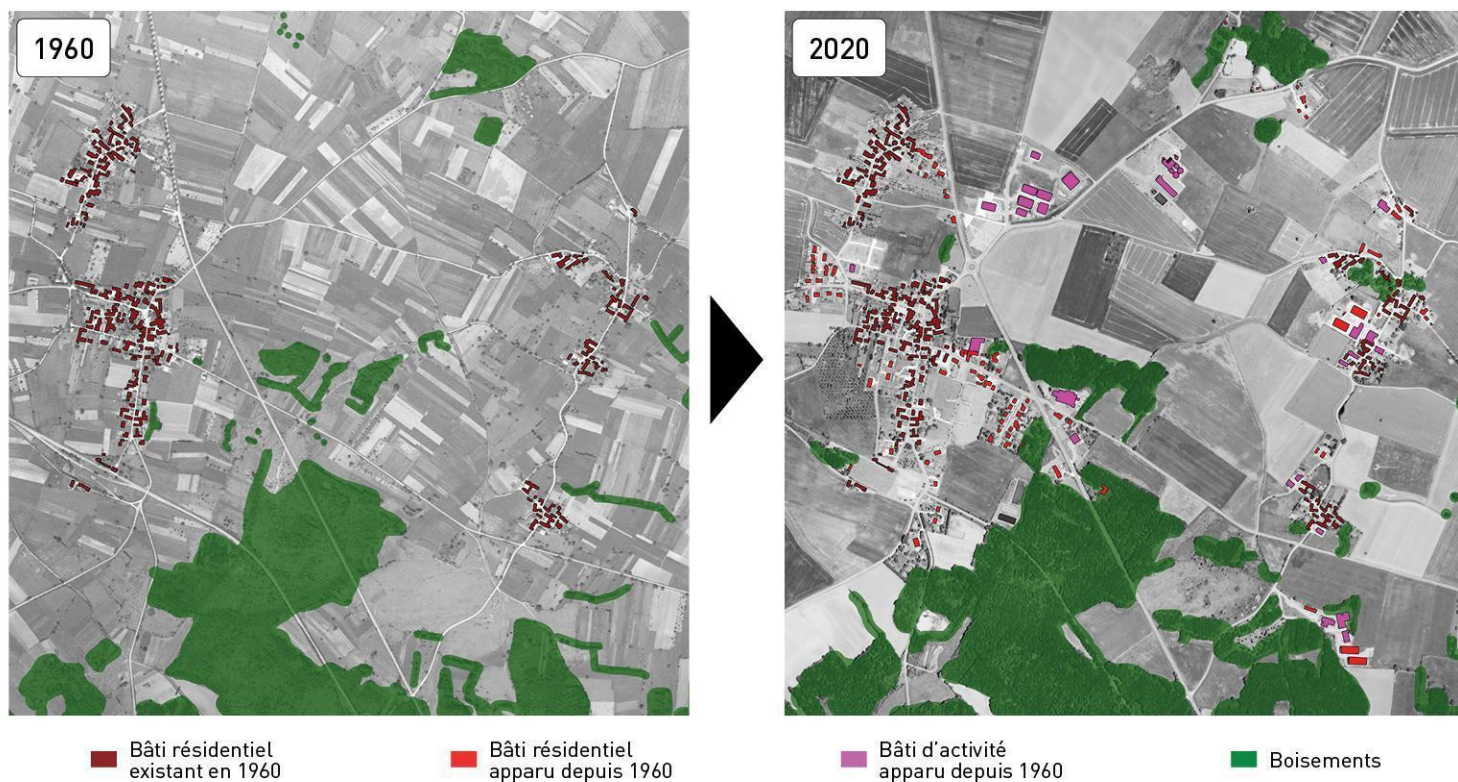 1960
2020
Bâti résidentiel
existant en 1960
Bâti résidentiel
apparu depuis 1960
Bâti d'activité
apparu depuis 1960
Boisements